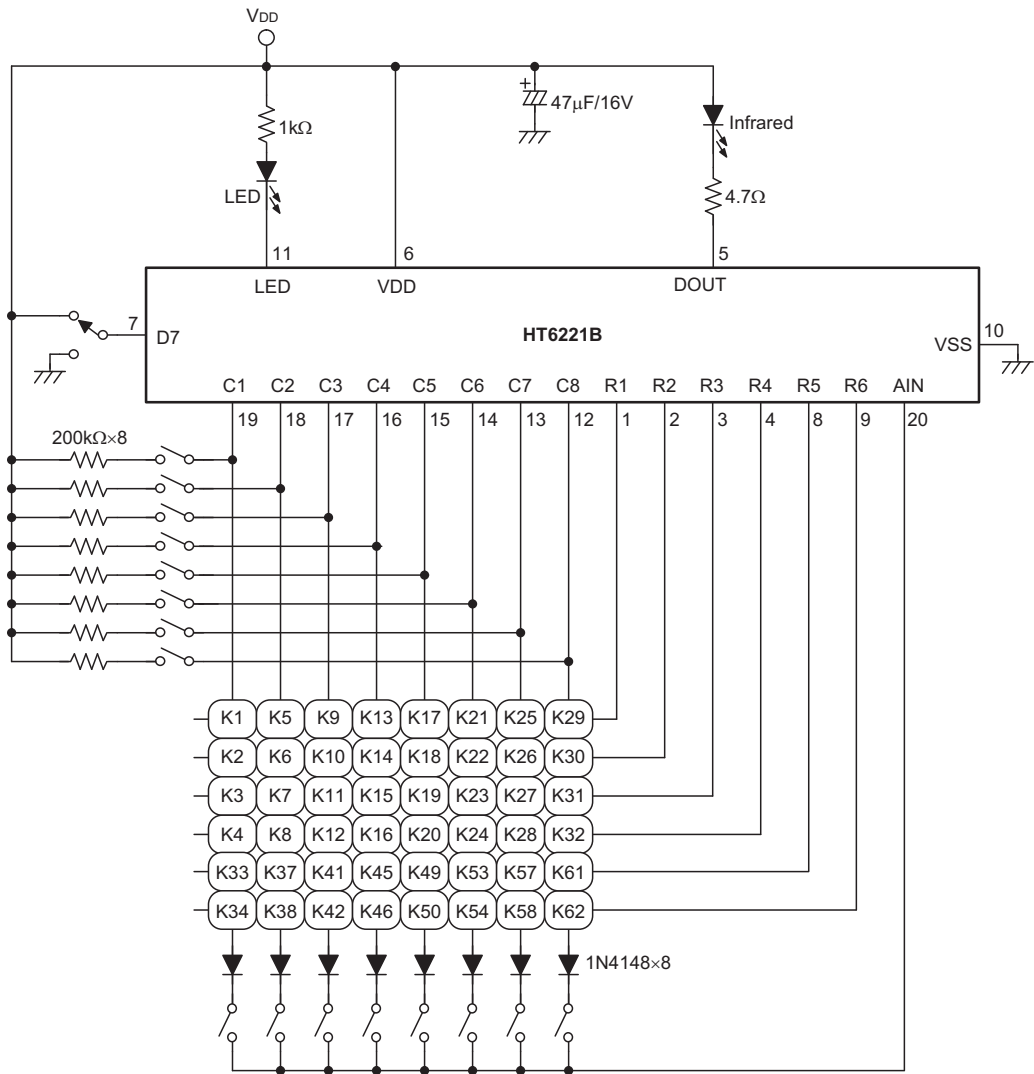 VDD
47μF/16V
1kΩ
Infrared
LED
4.7Ω
11 6 5
LED VDD DOUT
7 D7 HT6221B VSS 10
C1 C2 C3 C4 C5 C6 C7 C8 R1 R2 R3 R4 R5 R6 AIN
19 18 17 16 15 14 13 12 1 2 3 4 8 9 20
200kΩ×8
K1 K5 K9 K13 K17 K21 K25 K29
K2 K6 K10 K14 K18 K22 K26 K30
K3 K7 K11 K15 K19 K23 K27 K31
K4 K8 K12 K16 K20 K24 K28 K32
K33 K37 K41 K45 K49 K53 K57 K61
K34 K38 K42 K46 K50 K54 K58 K62
1N4148×8